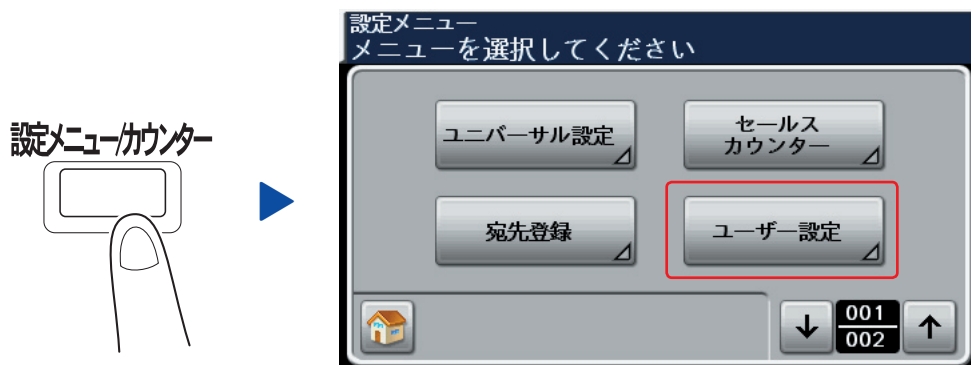 設定メニュー/カウンター
設定メニュー
メニューを選択してください
ユニバーサル設定
セールス
カウンター
宛先登録
ユーザー設定
001
002